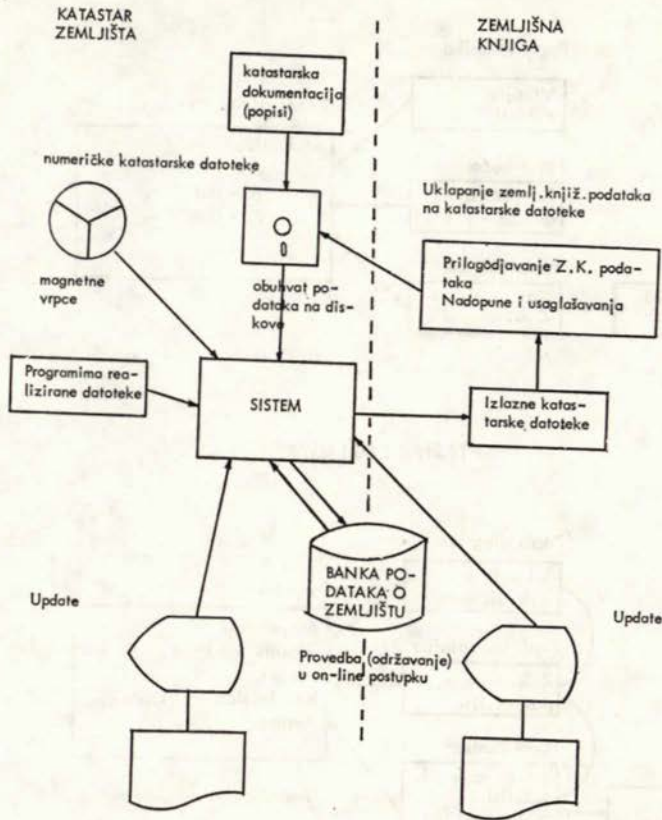 KATASTAR
ZEMLJIŠTA
ZEMLJIŠNA
KNJIGA
katastarska
dokumentacija
(popisi)
numeričke katastarske datoteke
Uklapanje zemlj.knjiž.podataka
na katastarske datoteke
Prilagodjavanje Z.K. poda-
taka
Nadopune i usaglašavanja
magnetne
vrpce
obuhvat po-
dataka na dis-
kove
Programima rea-
lizirane datoteke
SISTEM
Izlazne katas-
tarske datoteke
BANKA PO-
DATAKA O
ZEMLJIŠTU
Update
Update
Provedba (održavanje)
u on-line postupku